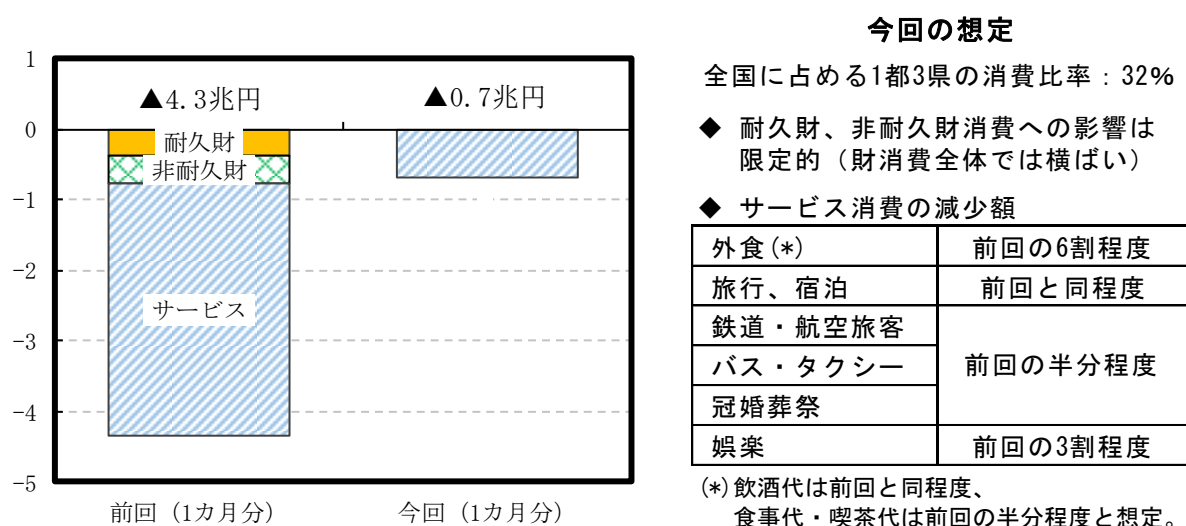 1
0
−1
−2
−3
−4
−5
▲4.3兆円
▲0.7兆円
耐久財
非耐久財
サービス
前回（1カ月分）
今回（1カ月分）
今回の想定
全国に占める1都3県の消費比率：32%
◆ 耐久財、非耐久財消費への影響は
限定的（財消費全体では横ばい）
◆ サービス消費の減少額
外食(*) 前回の6割程度
旅行、宿泊 前回と同程度
鉄道・航空旅客
バス・タクシー 前回の半分程度
冠婚葬祭
娯楽 前回の3割程度
(*)飲酒代は前回と同程度、
食事代・喫茶代は前回の半分程度と想定。